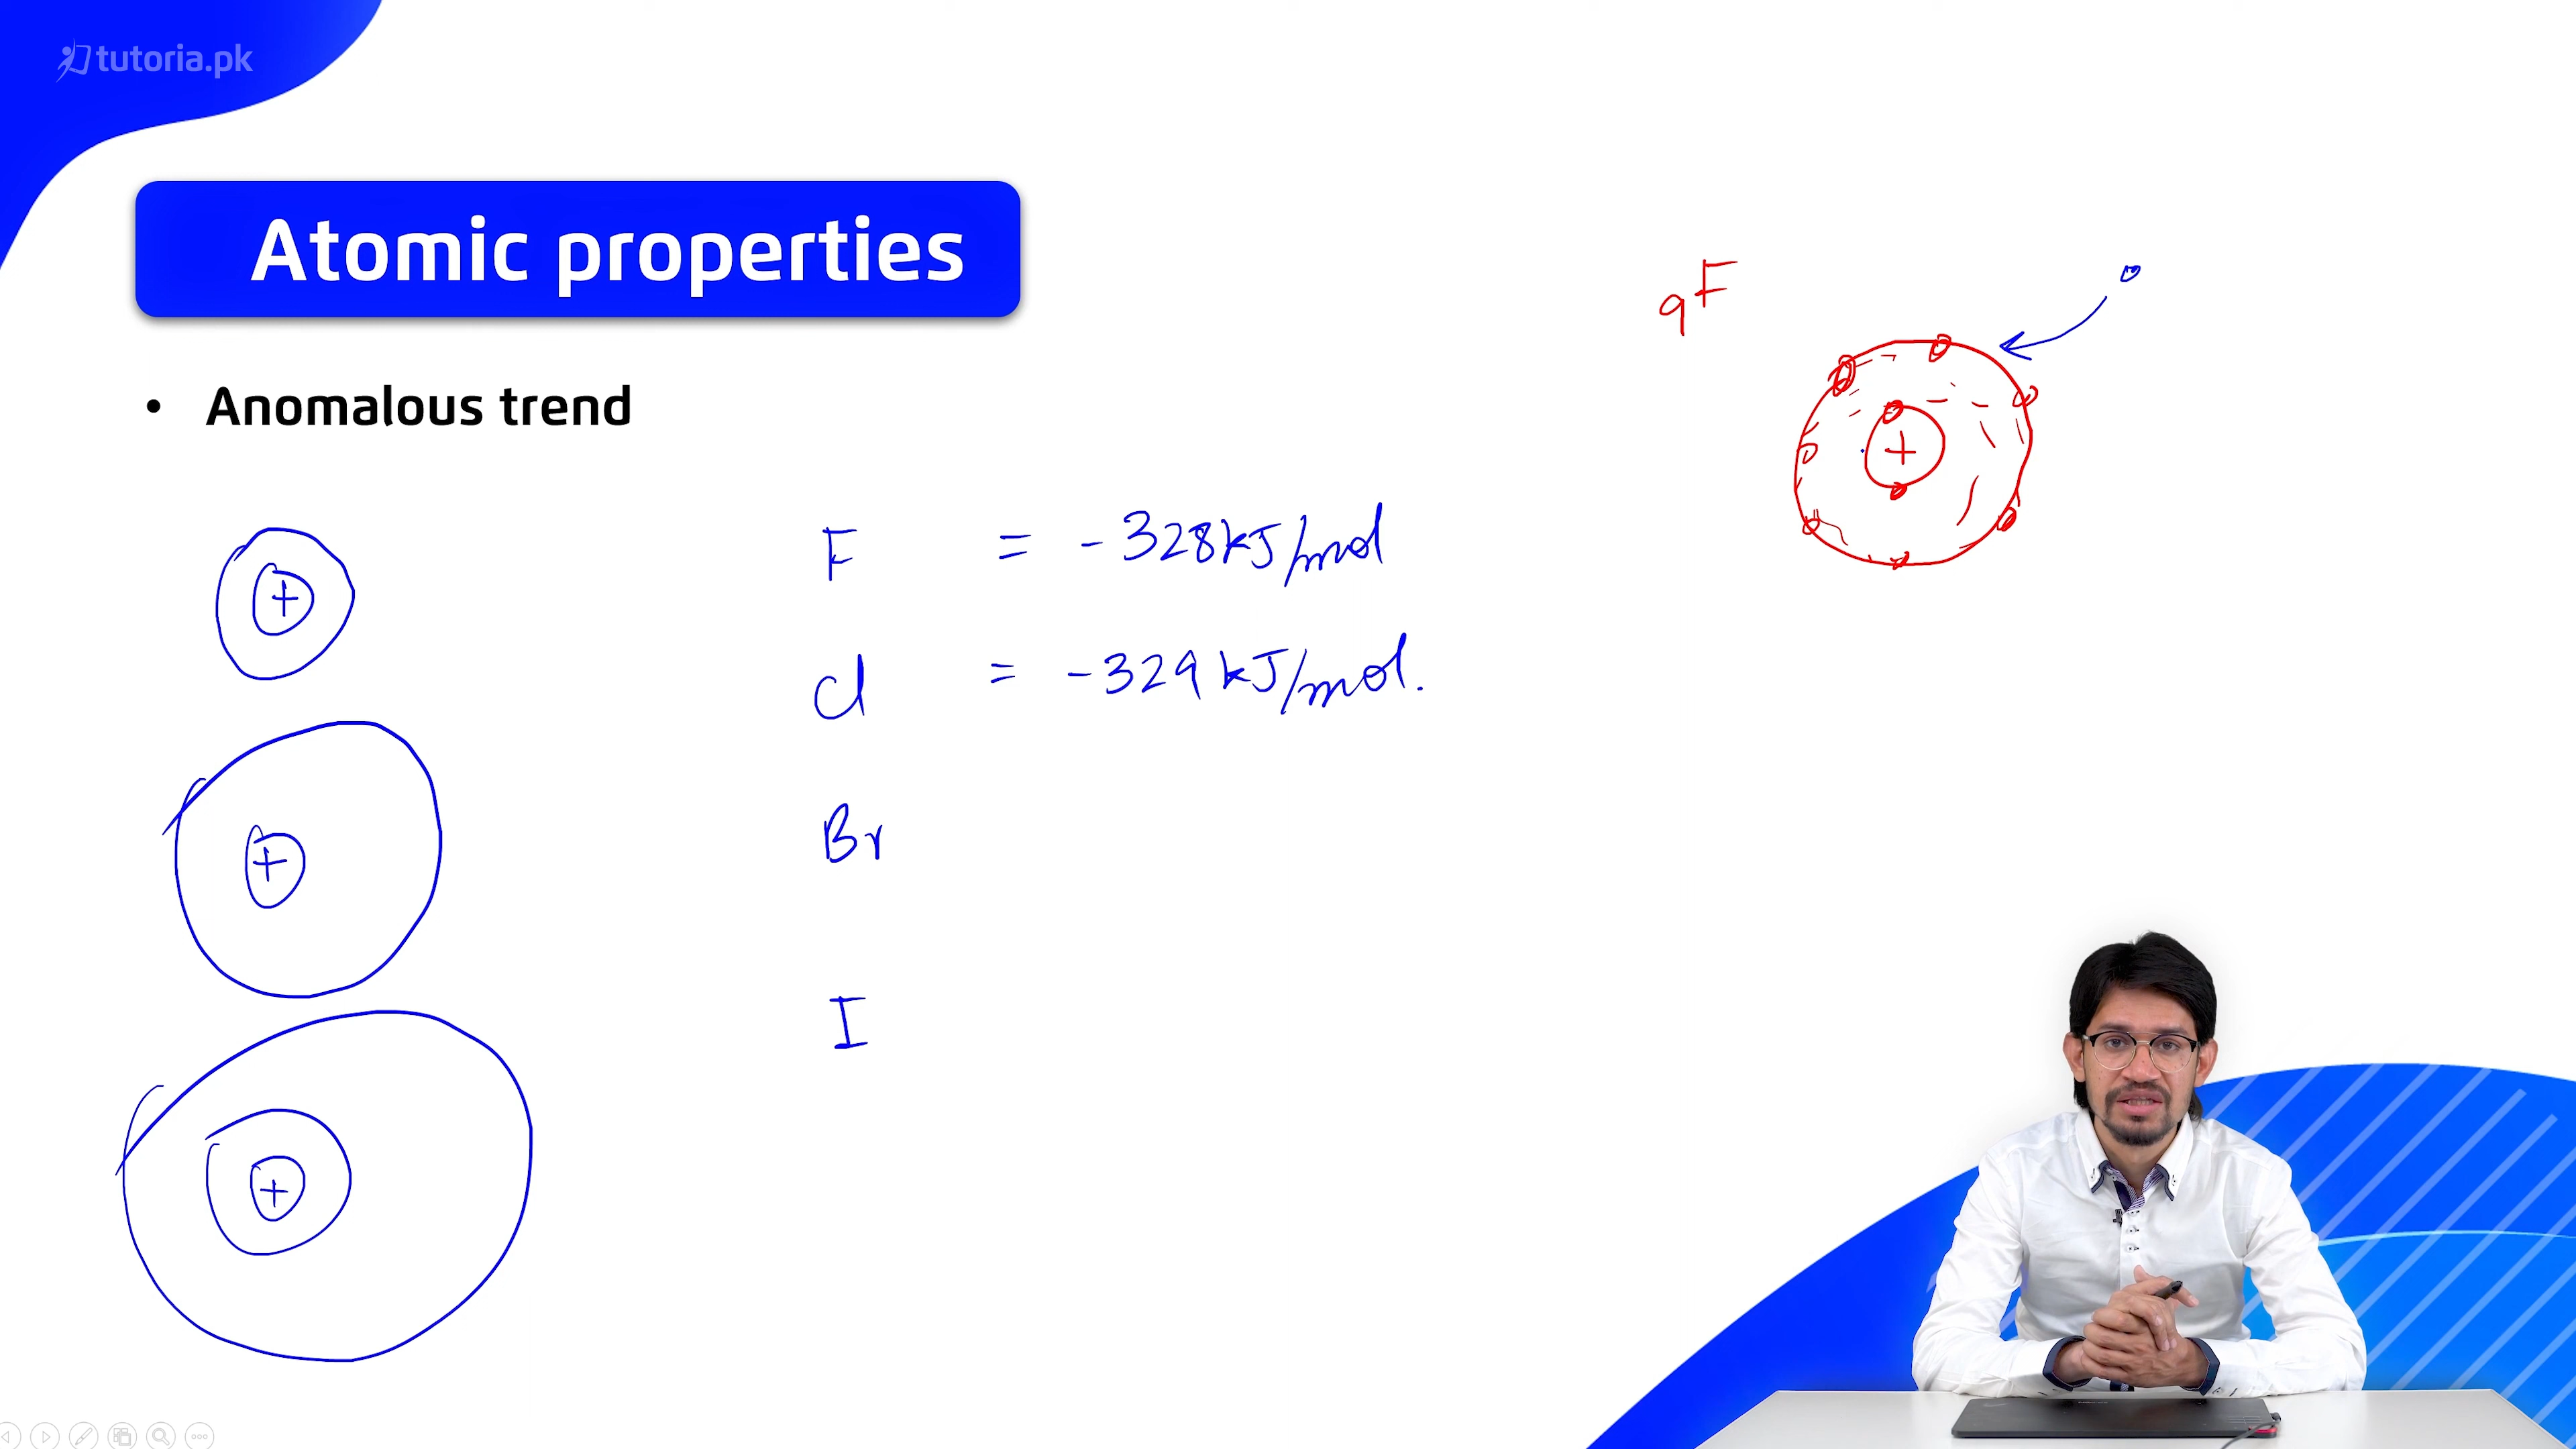 tutoria.pk
Atomic properties
• Anomalous trend
9F
+
F = -328kJ/mol
+
Cl = -329 kJ/mol.
Br
+
I
+